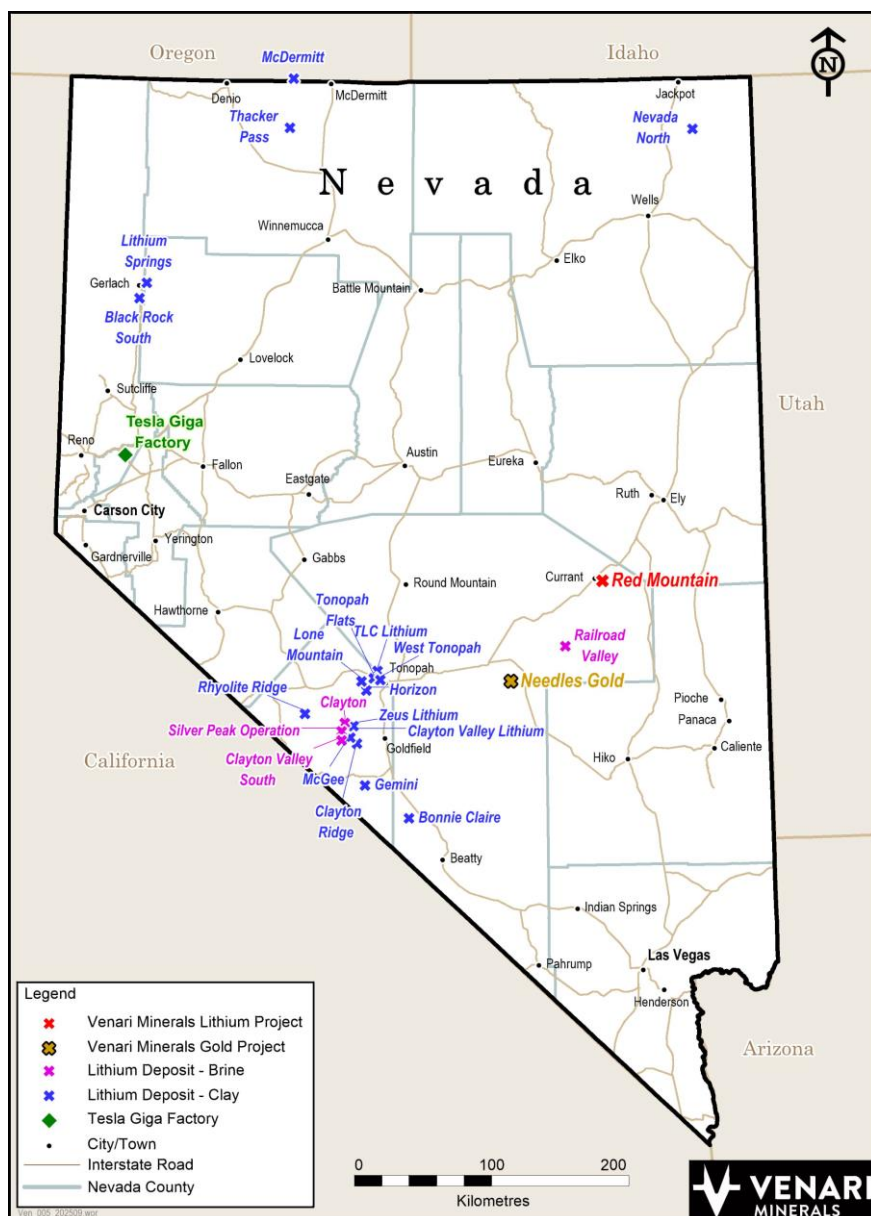 Oregon
McDermitt
Idaho
N
Denio
McDermitt
Jackpot
Thacker
Pass
Nevada
North
Nevada
Wells
Winnemucca
Lithium
Springs
Elko
Gerlach
Battle Mountain
Black Rock
South
Lovelock
Sutcliffe
Utah
Tesla Giga
Factory
Reno
Fallon
Austin
Eureka
Eastgate
Ruth
Ely
Carson City
Yerington
Gardnerville
Gabbs
Currant
Red Mountain
Round Mountain
Hawthorne
Tonopah
Flats
TLC Lithium
Lone
Mountain
West Tonopah
Tonopah
Railroad
Valley
Needles Gold
Rhyolite Ridge
Horizon
Clayton
Pioche
Panaca
Zeus Lithium
Silver Peak Operation
Clayton Valley Lithium
Goldfield
Caliente
California
Clayton Valley
South
Hiko
McGee
Gemini
Clayton
Ridge
Bonnie Claire
Beatty
Indian Springs
Las Vegas
Pahrump
Henderson
Arizona
Legend
Venari Minerals Lithium Project
Venari Minerals Gold Project
Lithium Deposit - Brine
Lithium Deposit - Clay
Tesla Giga Factory
City/Town
Interstate Road
Nevada County
0 100 200
Kilometres
VENARI
MINERALS
Ven_005_202509.wor